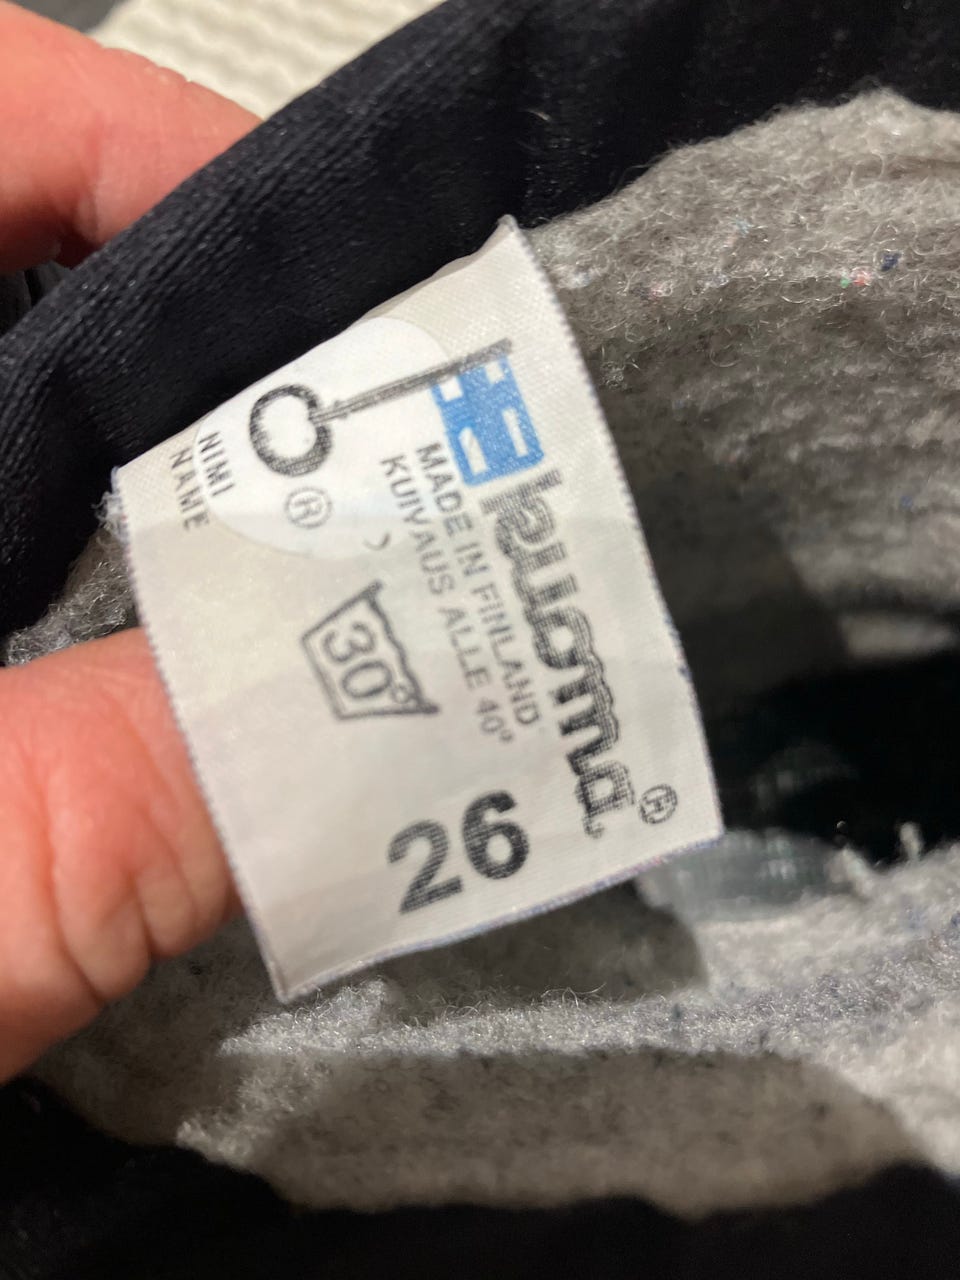 kuoma®
MADE IN FINLAND
KUIVAUS ALLE 40°
®
30°
NIMI
NAME
26